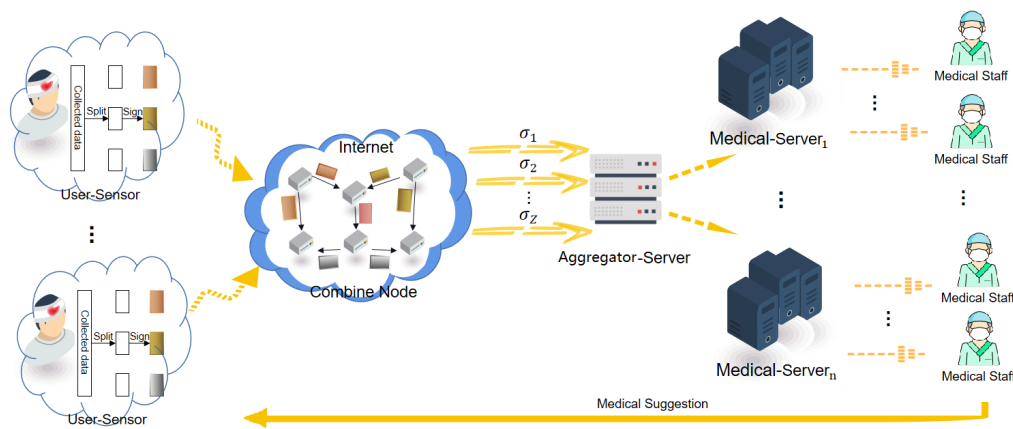 Collected data
Split
Sign
User-Sensor
⋮
Collected data
Split
Sign
User-Sensor
Internet
Combine Node
σ1
σ2
⋮
σZ
Aggregator-Server
Medical-Server1
⋮
Medical-Servern
⋮
Medical Staff
Medical Staff
⋮
⋮
Medical Staff
Medical Staff
Medical Suggestion